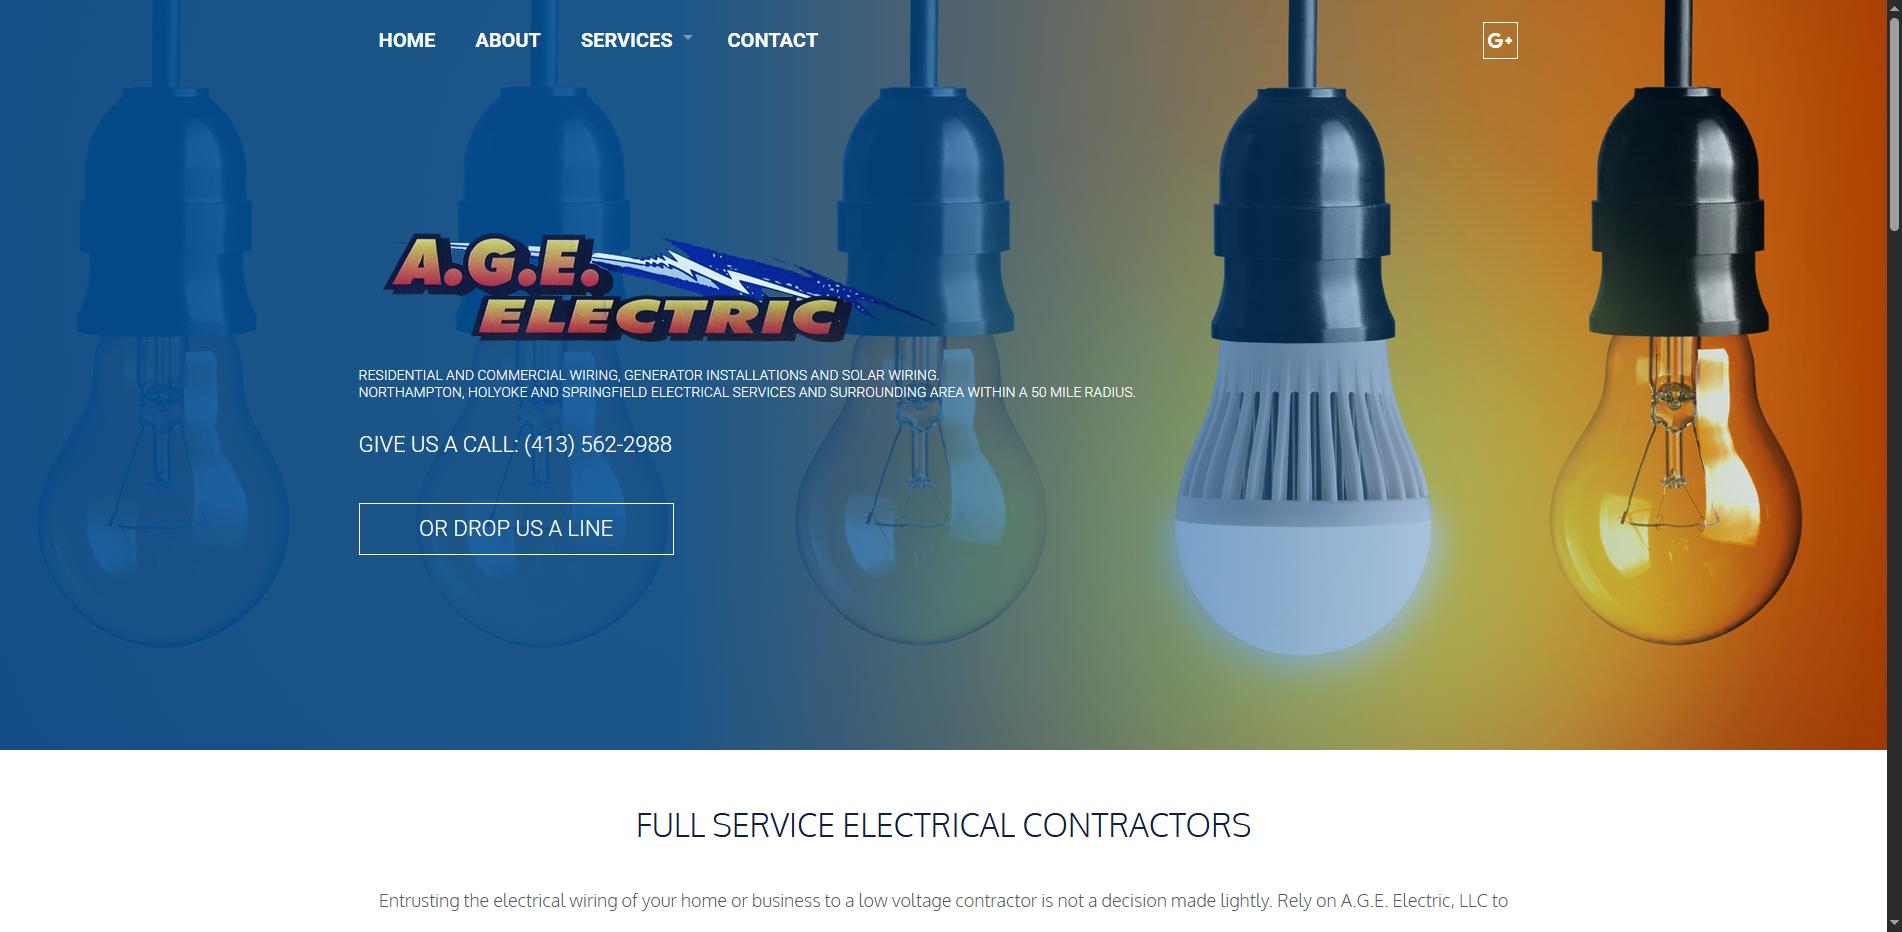 HOME ABOUT SERVICES CONTACT G+
A.G.E.
ELECTRIC
RESIDENTIAL AND COMMERCIAL WIRING, GENERATOR INSTALLATIONS AND SOLAR WIRING.
NORTHAMPTON, HOLYOKE AND SPRINGFIELD ELECTRICAL SERVICES AND SURROUNDING AREA WITHIN A 50 MILE RADIUS.
GIVE US A CALL: (413) 562-2988
OR DROP US A LINE
FULL SERVICE ELECTRICAL CONTRACTORS
Entrusting the electrical wiring of your home or business to a low voltage contractor is not a decision made lightly. Rely on A.G.E. Electric, LLC to